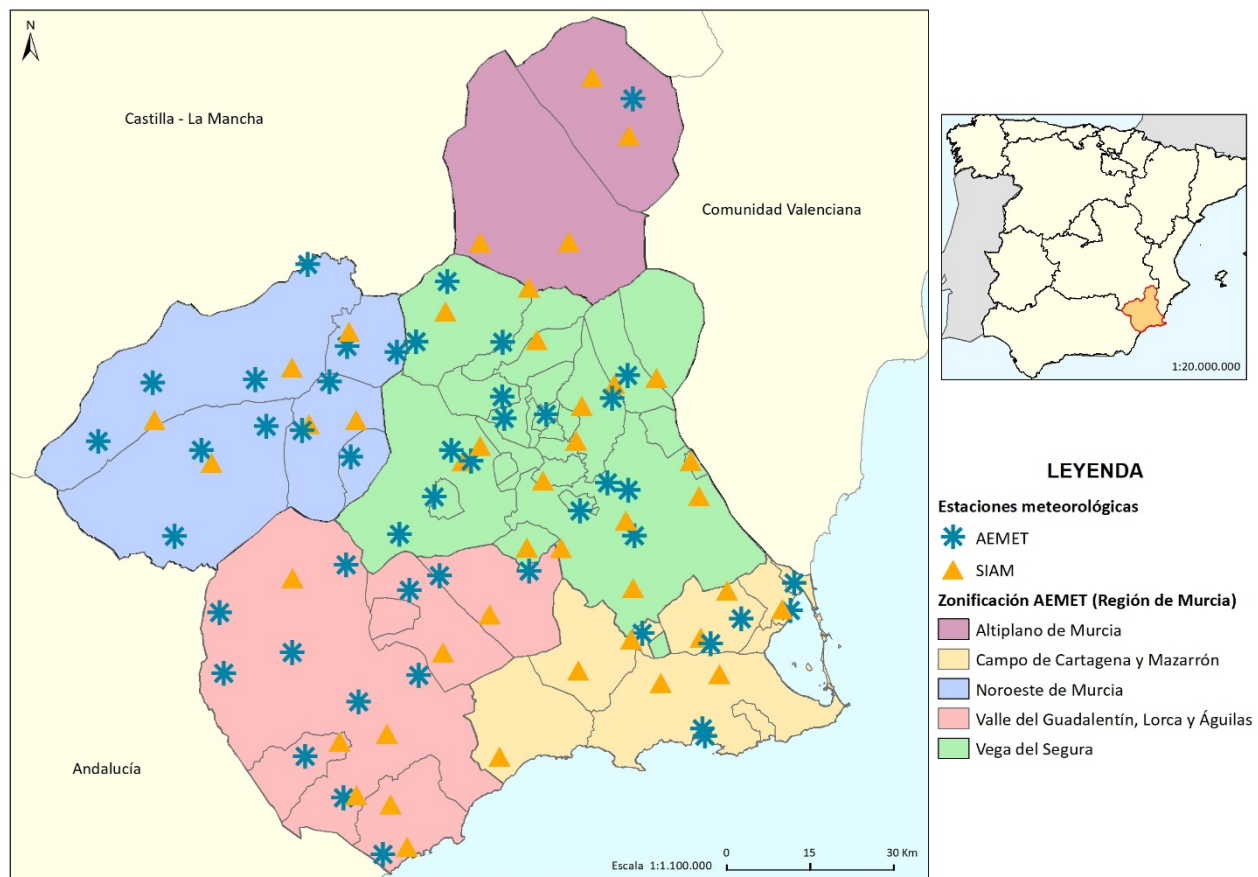 N
Castilla - La Mancha
Comunidad Valenciana
Andalucía
Escala 1:1.100.000
0 15 30 Km
1:20.000.000
LEYENDA
Estaciones meteorológicas
AEMET
SIAM
Zonificación AEMET (Región de Murcia)
Altiplano de Murcia
Campo de Cartagena y Mazarrón
Noroeste de Murcia
Valle del Guadalentín, Lorca y Águilas
Vega del Segura